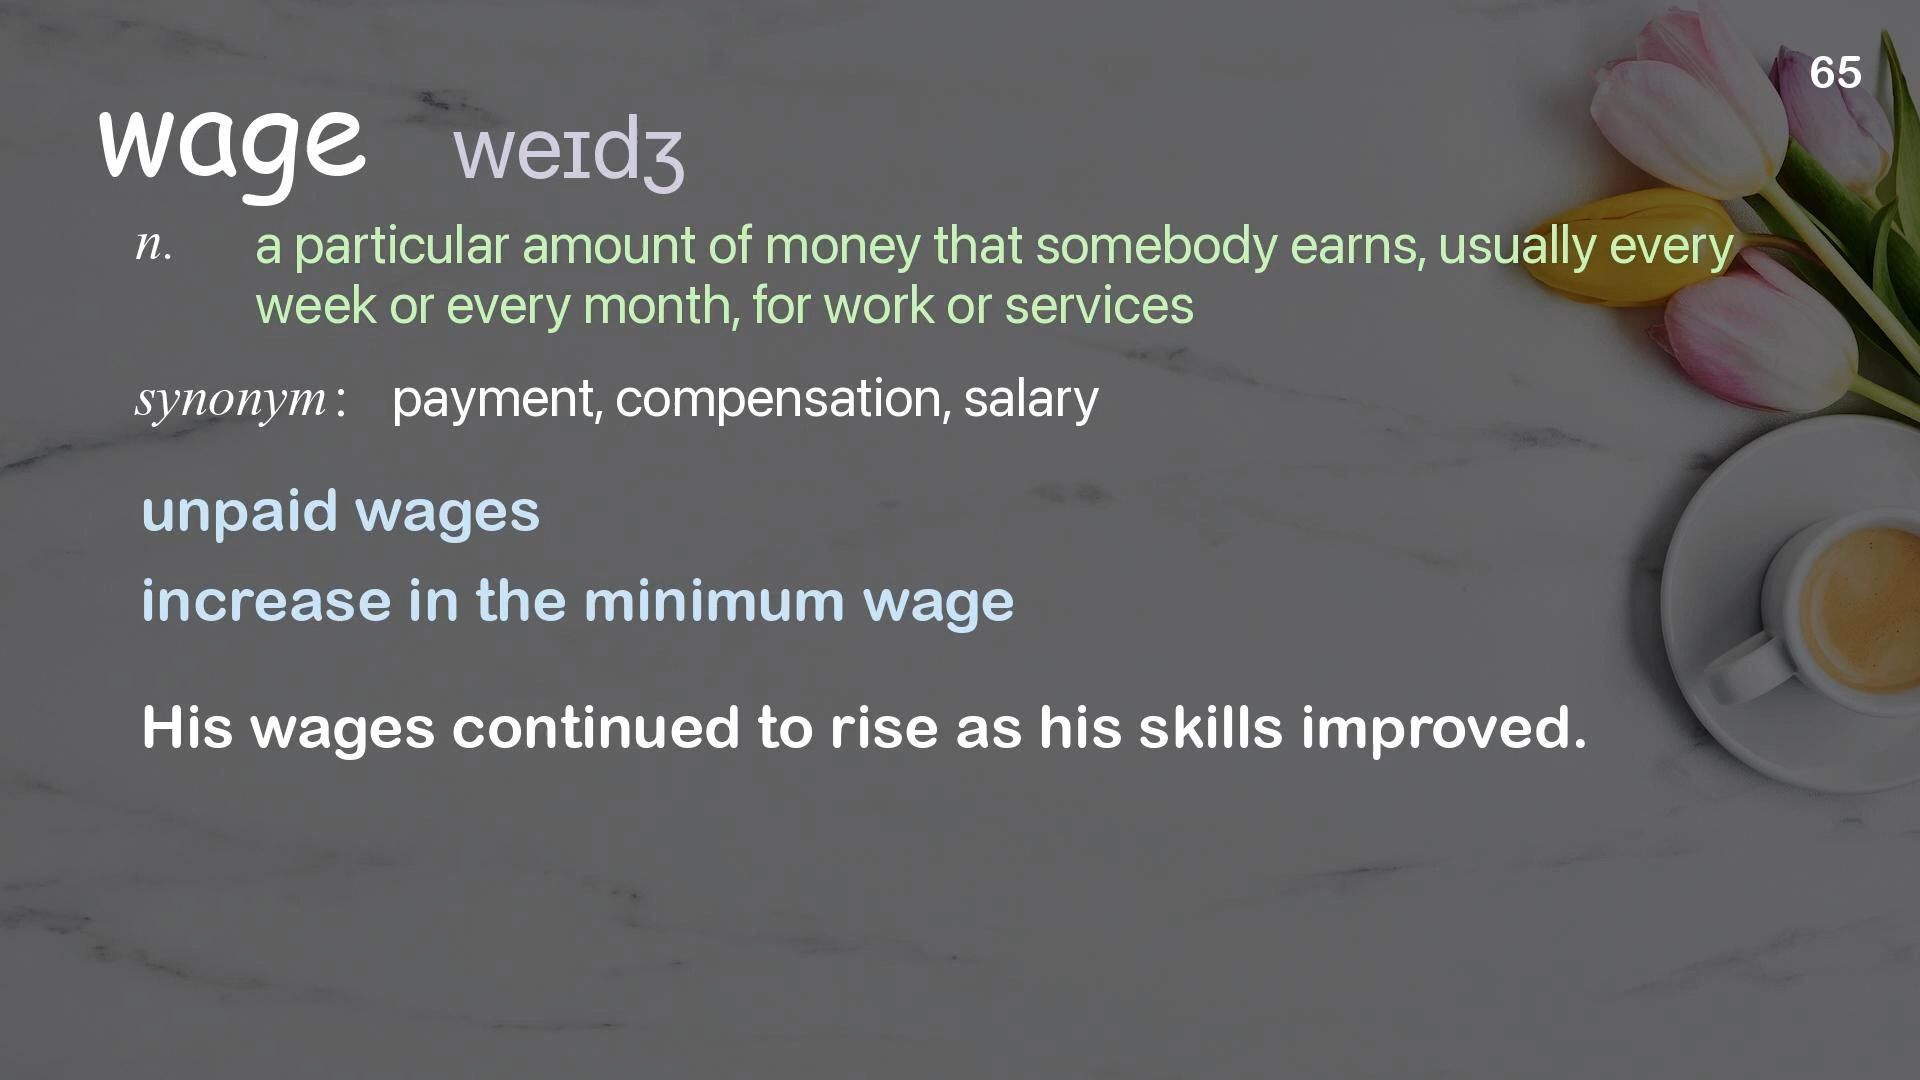 65
wage weɪdʒ
n. a particular amount of money that somebody earns, usually every
week or every month, for work or services
synonym: payment, compensation, salary
unpaid wages
increase in the minimum wage
His wages continued to rise as his skills improved.